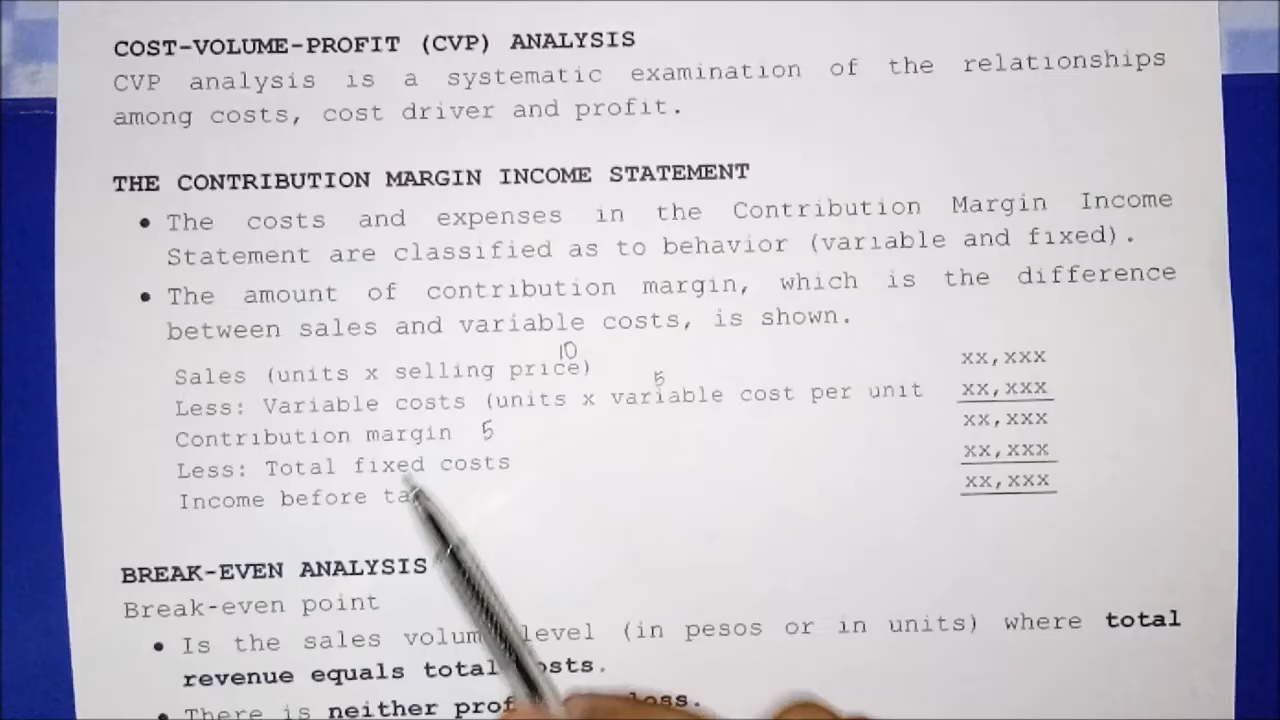 COST-VOLUME-PROFIT (CVP) ANALYSIS
CVP analysis is a systematic examination of the relationships
among costs, cost driver and profit.
THE CONTRIBUTION MARGIN INCOME STATEMENT
• The costs and expenses in the Contribution Margin Income
Statement are classified as to behavior (variable and fixed).
• The amount of contribution margin, which is the difference
between sales and variable costs, is shown.
10
Sales (units x selling price) xx,xxx
5
Less: Variable costs (units x variable cost per unit xx,xxx
Contribution margin 5 xx,xxx
Less: Total fixed costs xx,xxx
Income before xx,xxx
BREAK-EVEN ANALYSIS
Break-even point
• Is the sales level (in pesos or in units) where total
revenue equals total
• There is neither